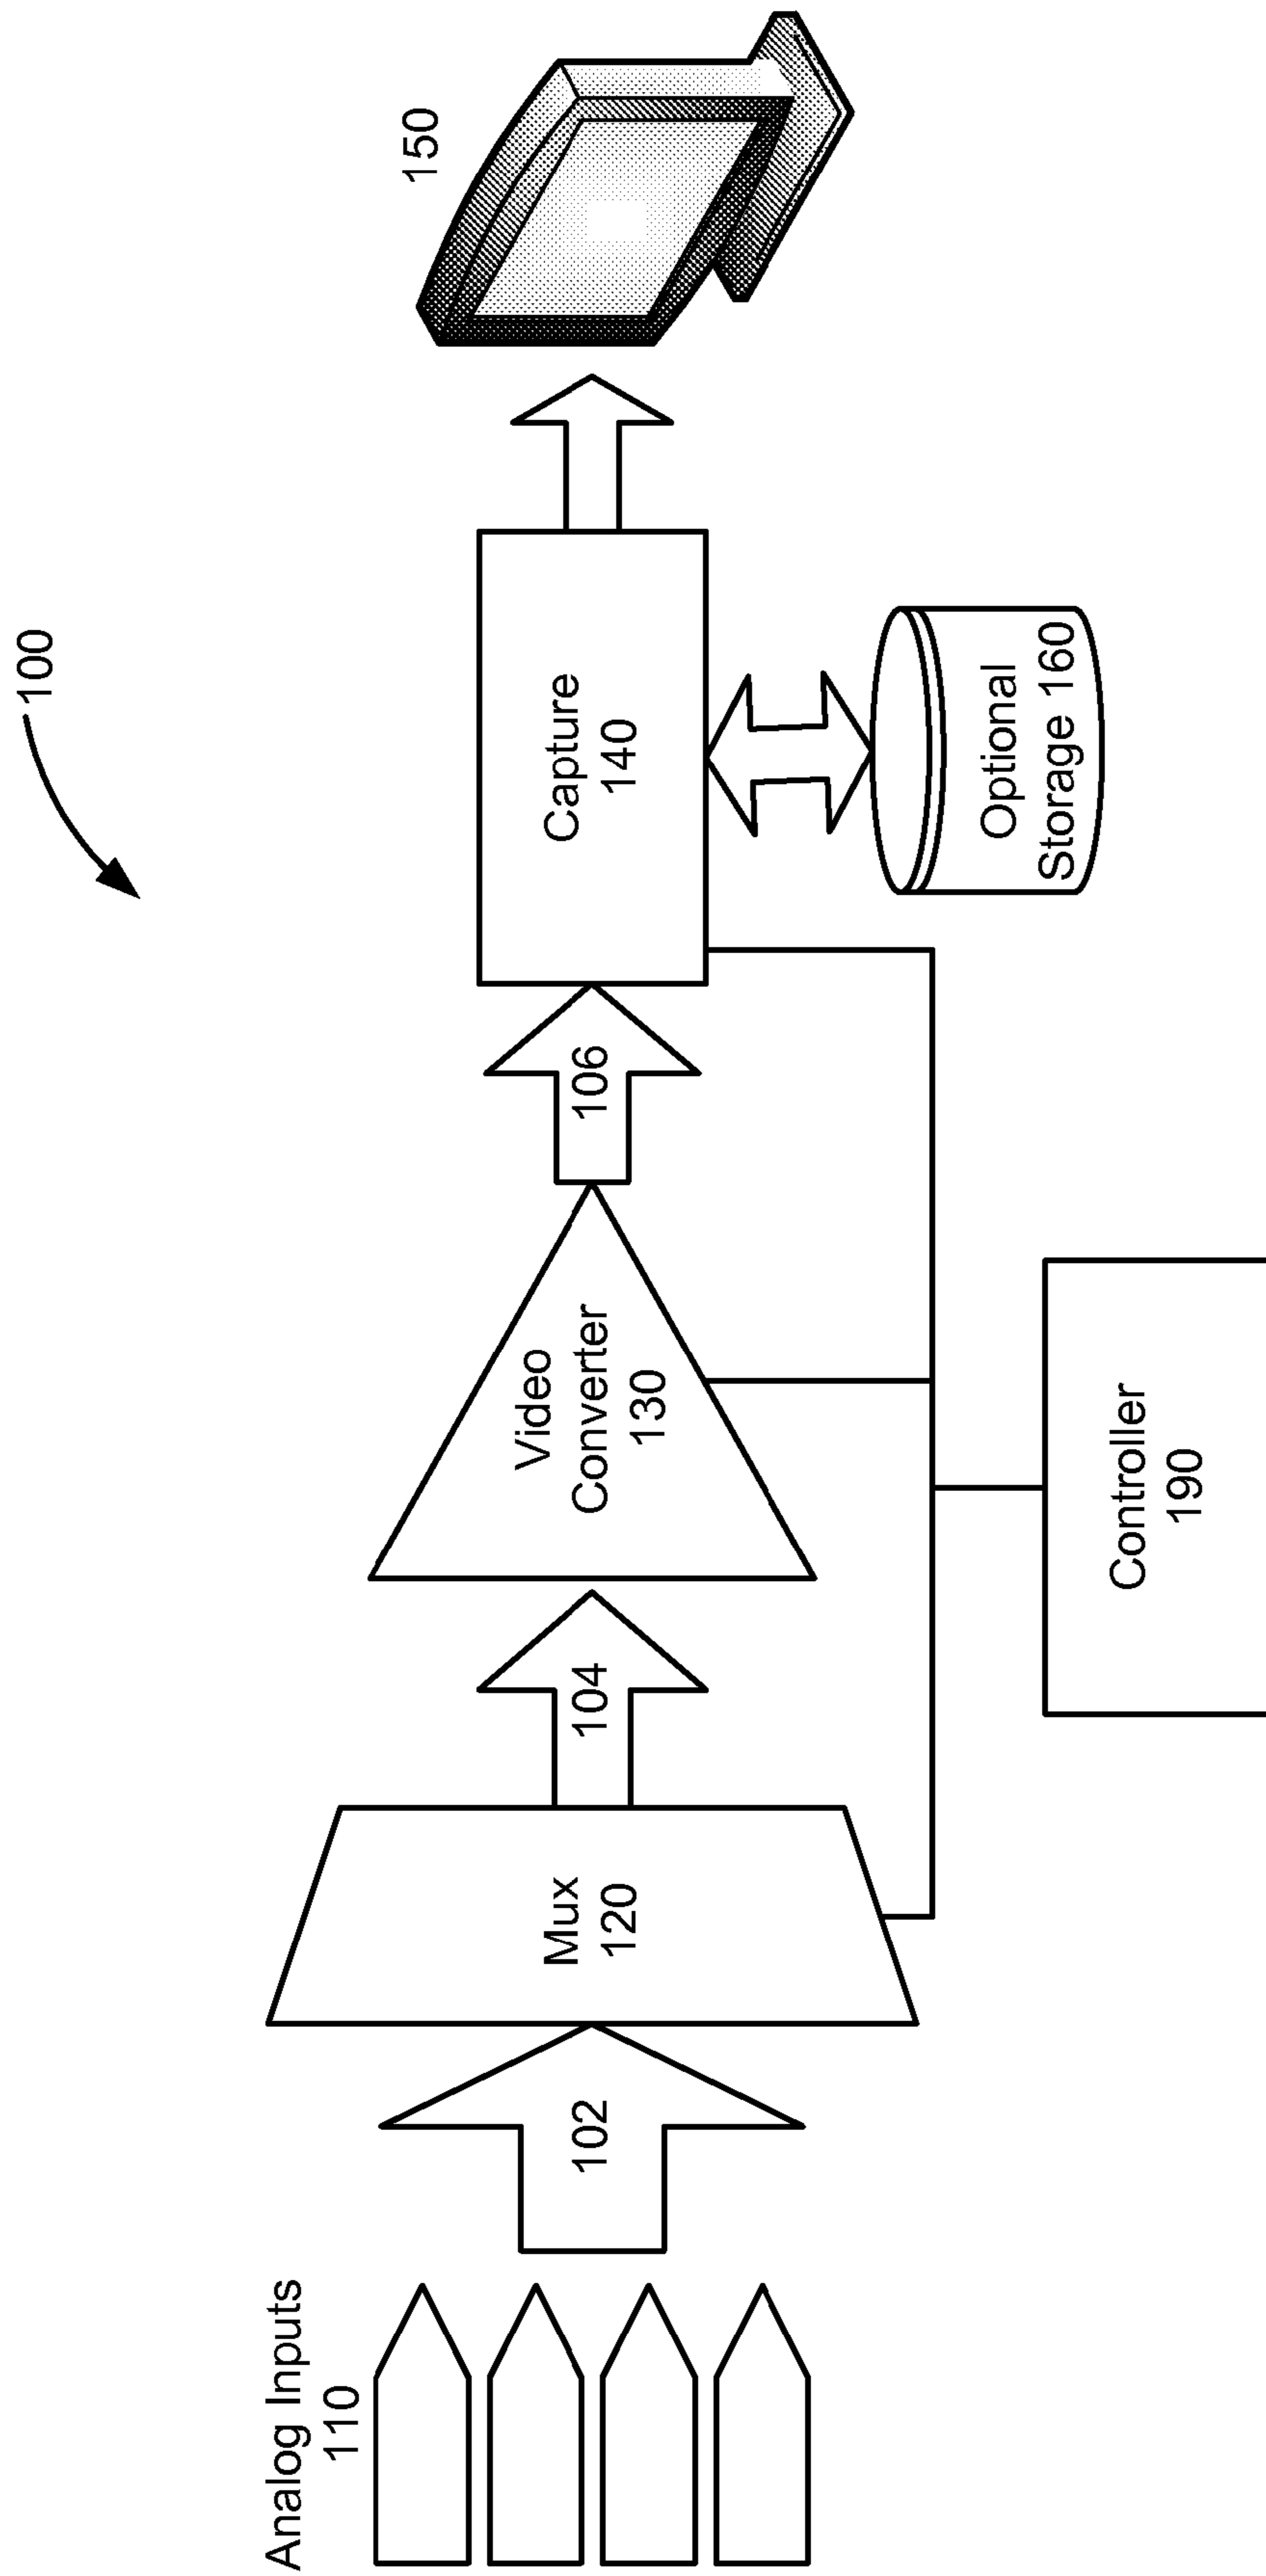 100
Analog Inputs
110
102
Mux
120
104
Video
Converter
130
106
Capture
140
150
Optional
Storage 160
Controller
190